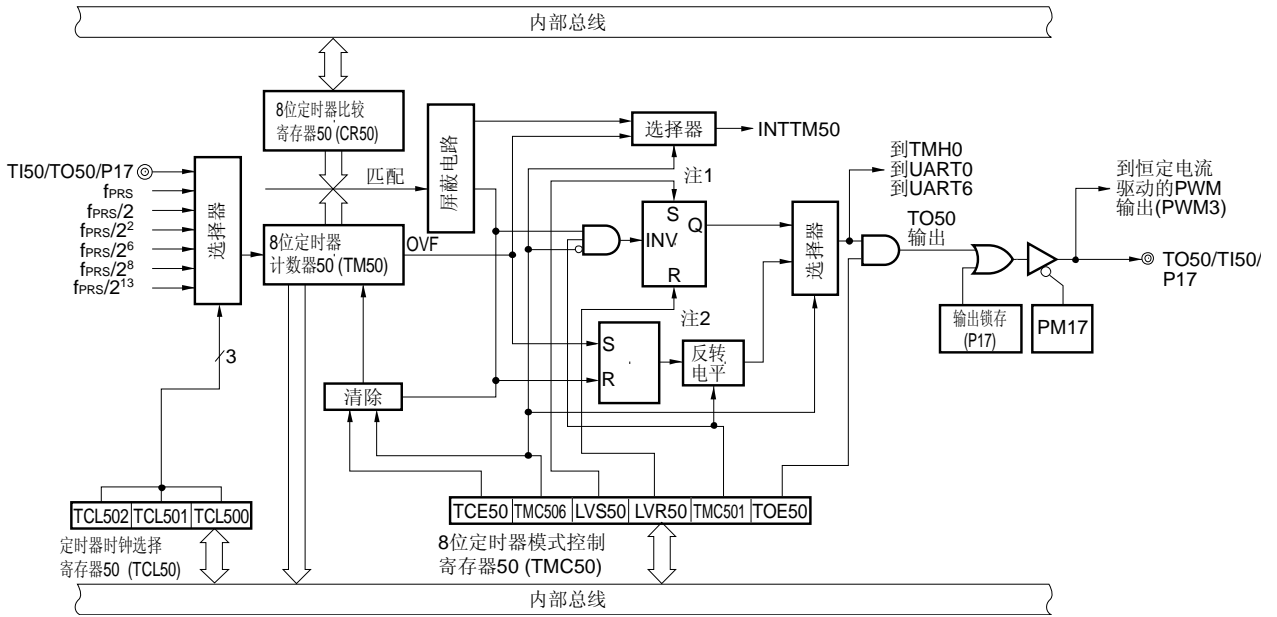 内部总线
8位定时器比较
寄存器50 (CR50)
屏蔽电路
选择器
INTTM50
TI50/TO50/P17
fPRS
fPRS/2
fPRS/2²
fPRS/2⁶
fPRS/2⁸
fPRS/2¹³
选择器
匹配
8位定时器
计数器50 (TM50)
OVF
注1
S
Q
INV
R
注2
选择器
到TMH0
到UART0
到UART6
TO50
输出
到恒定电流
驱动的PWM
输出(PWM3)
TO50/TI50/
P17
输出锁存
(P17)
PM17
S
R
反转
电平
3
清除
TCL502
TCL501
TCL500
定时器时钟选择
寄存器50 (TCL50)
TCE50
TMC506
LVS50
LVR50
TMC501
TOE50
8位定时器模式控制
寄存器50 (TMC50)
内部总线